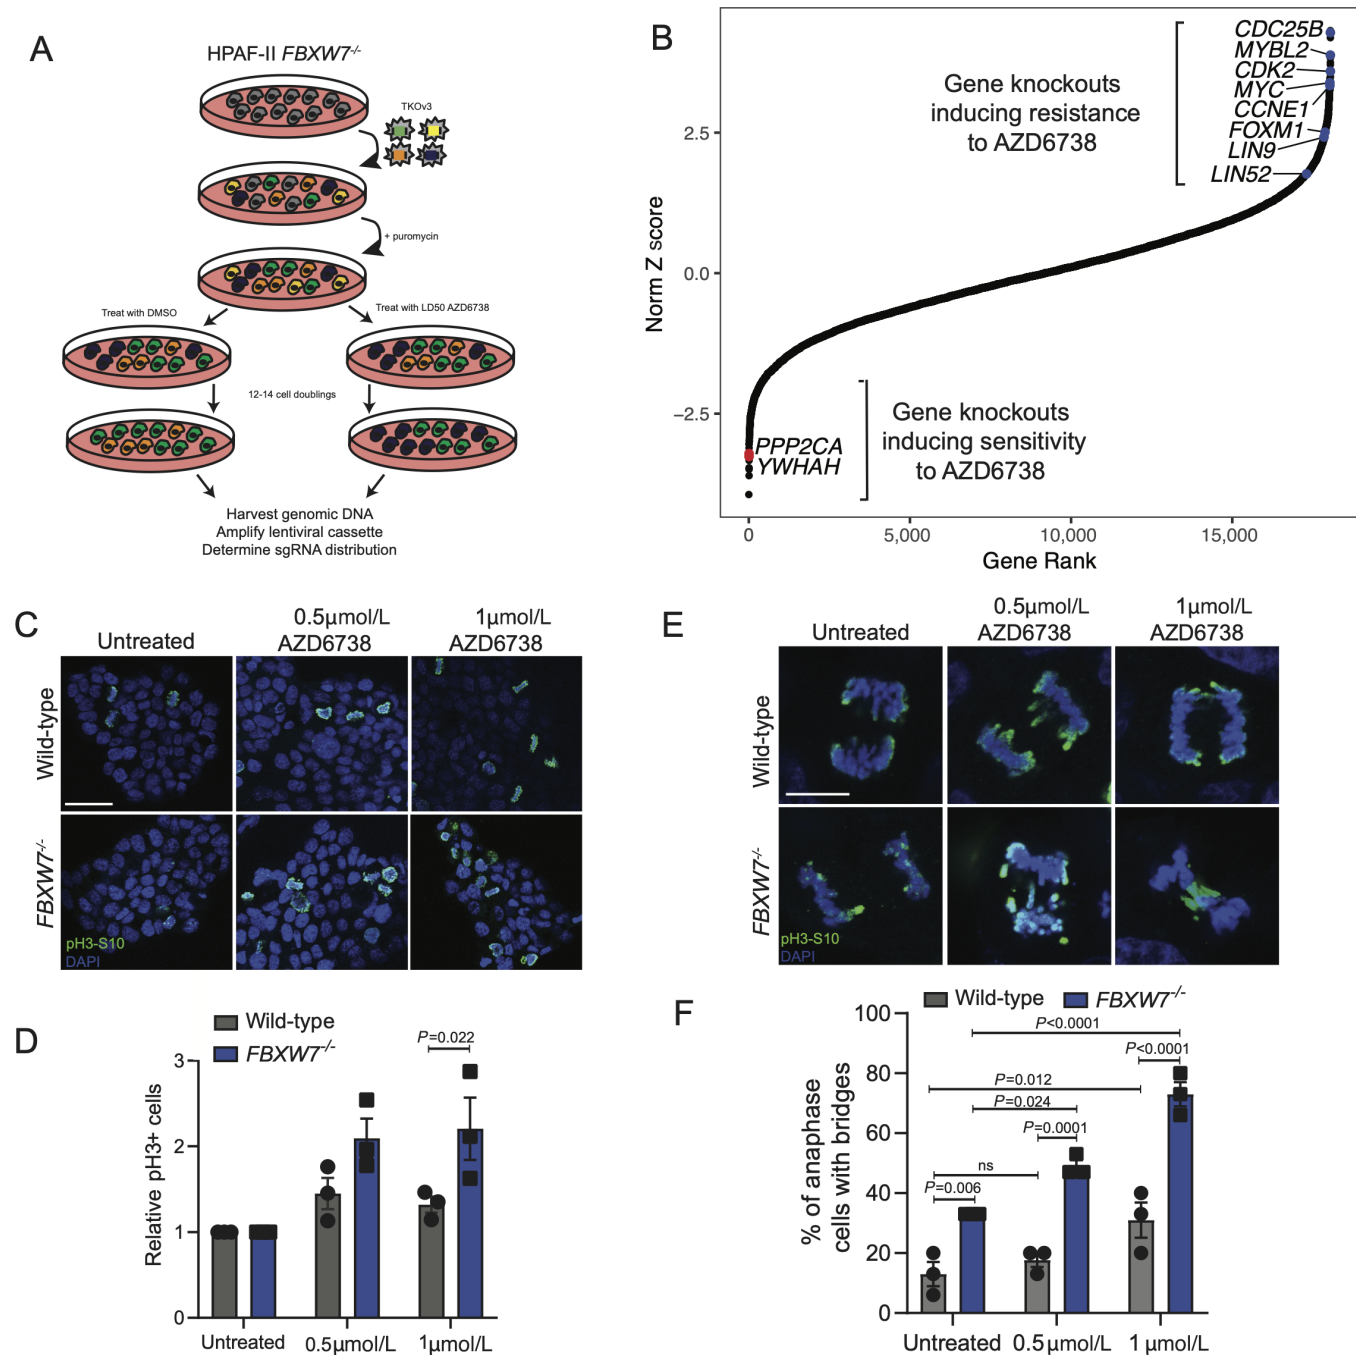 A
HPAF-II FBXW7-/-
TKOv3
+ puromycin
Treat with DMSO
Treat with LD50 AZD6738
12-14 cell doublings
Harvest genomic DNA
Amplify lentiviral cassette
Determine sgRNA distribution
B
Norm Z score
2.5
0.0
−2.5
Gene knockouts
inducing resistance
to AZD6738
CDC25B
MYBL2
CDK2
MYC
CCNE1
FOXM1
LIN9
LIN52
PPP2CA
YWHAH
Gene knockouts
inducing sensitivity
to AZD6738
0
5,000
10,000
15,000
Gene Rank
C
Untreated
0.5μmol/L
AZD6738
1μmol/L
AZD6738
Wild-type
FBXW7-/-
pH3-S10
DAPI
D
Wild-type
FBXW7-/-
P=0.022
Relative pH3+ cells
3
2
1
0
Untreated
0.5μmol/L
1μmol/L
E
Untreated
0.5μmol/L
AZD6738
1μmol/L
AZD6738
Wild-type
FBXW7-/-
pH3-S10
DAPI
F
Wild-type
FBXW7-/-
% of anaphase
cells with bridges
100
80
60
40
20
0
P<0.0001
P<0.0001
P=0.012
P=0.024
P=0.0001
ns
P=0.006
Untreated
0.5μmol/L
1 μmol/L